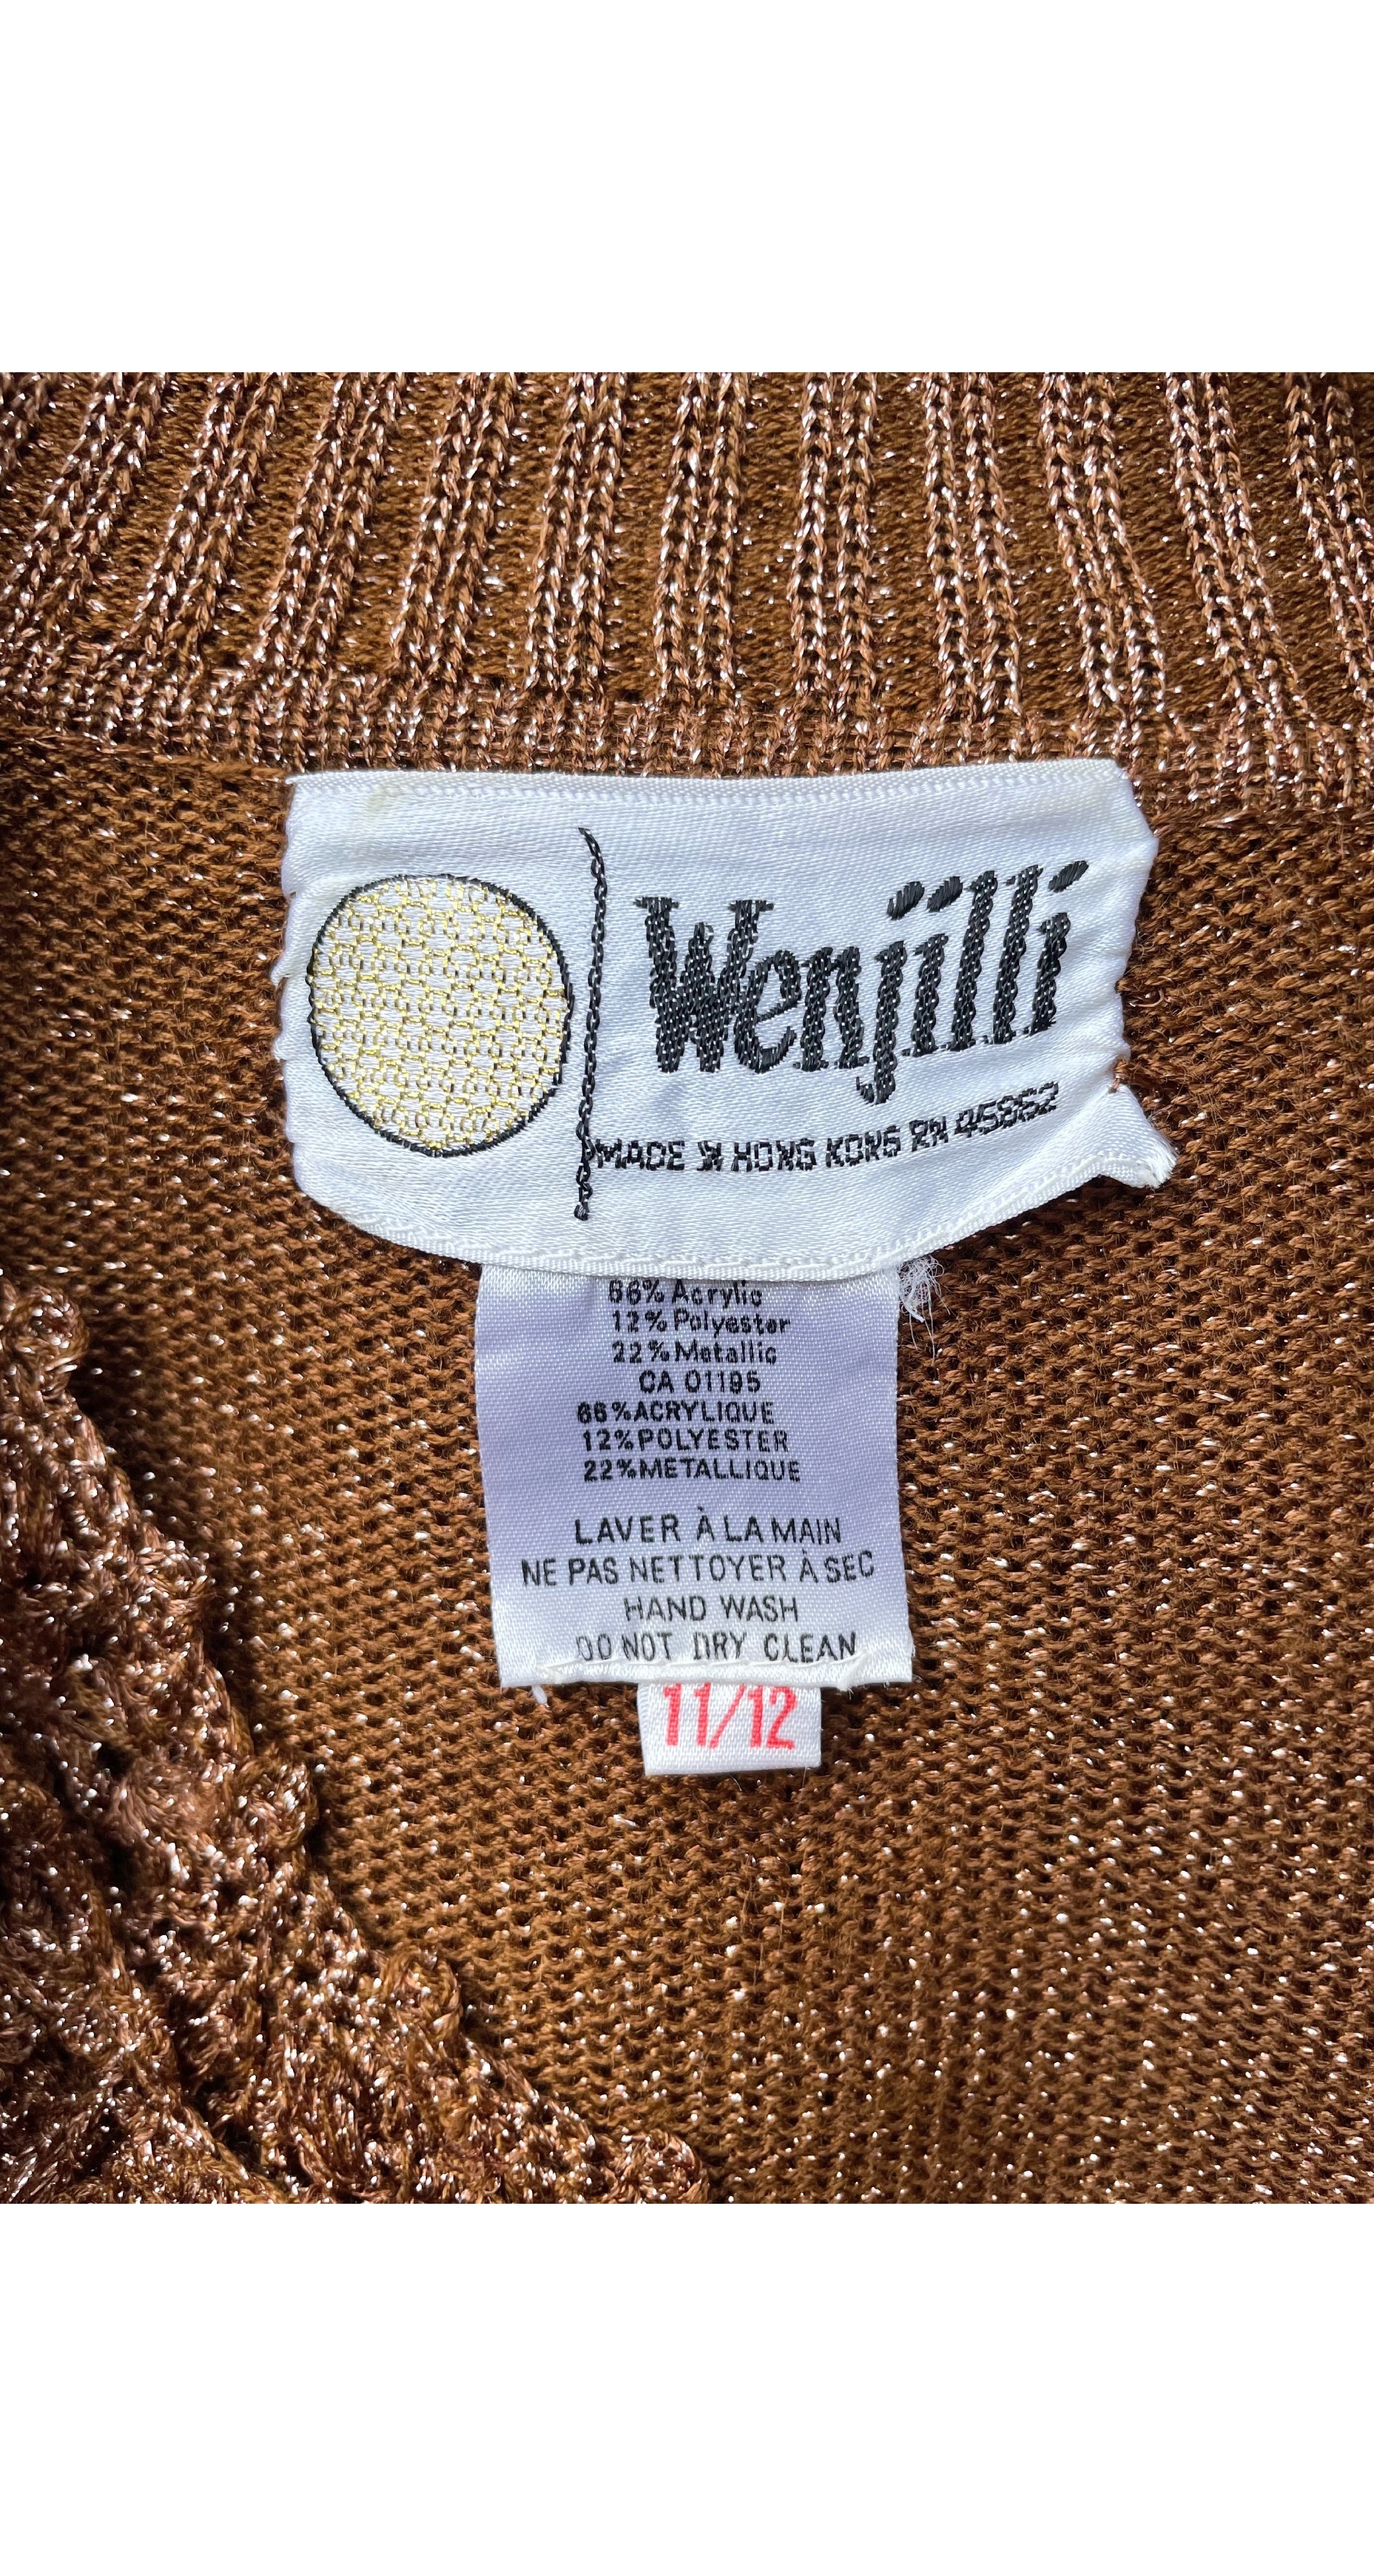 Wenjilli
MADE IN HONG KONG RN 45862
66% Acrylic
12% Polyester
22% Metallic
CA 01195
66% ACRYLIQUE
12% POLYESTER
22% METALLIQUE
LAVER À LA MAIN
NE PAS NETTOYER À SEC
HAND WASH
DO NOT DRY CLEAN
11/12